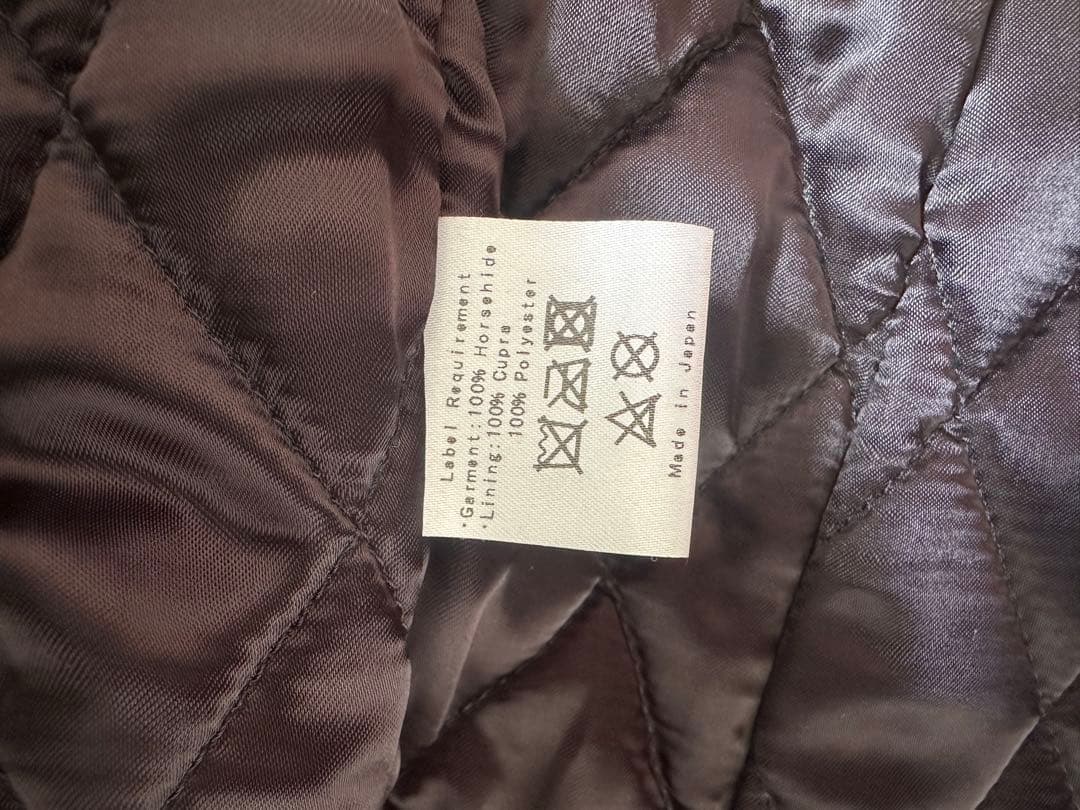 Label Requirement
·Garment:100% Horsehide
·Lining:100% Cupra
100% Polyester
Made in Japan